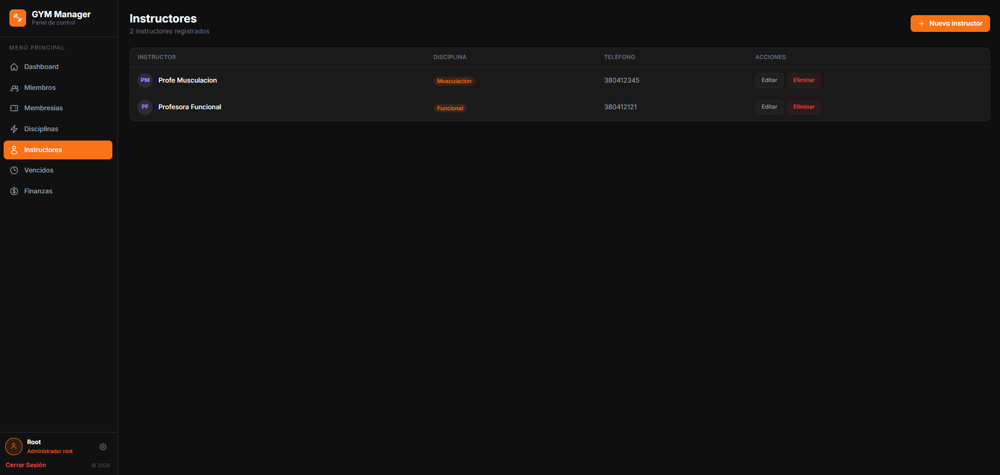 GYM Manager
Panel de control
MENÚ PRINCIPAL
Dashboard
Miembros
Membresías
Disciplinas
Instructores
Vencidos
Finanzas
Root
Administrador root
Cerrar Sesión
© 2026
Instructores
2 instructores registrados
+ Nuevo instructor
INSTRUCTOR DISCIPLINA TELÉFONO ACCIONES
PM Profe Musculacion Musculacion 380412345 Editar Eliminar
PF Profesora Funcional Funcional 380412121 Editar Eliminar